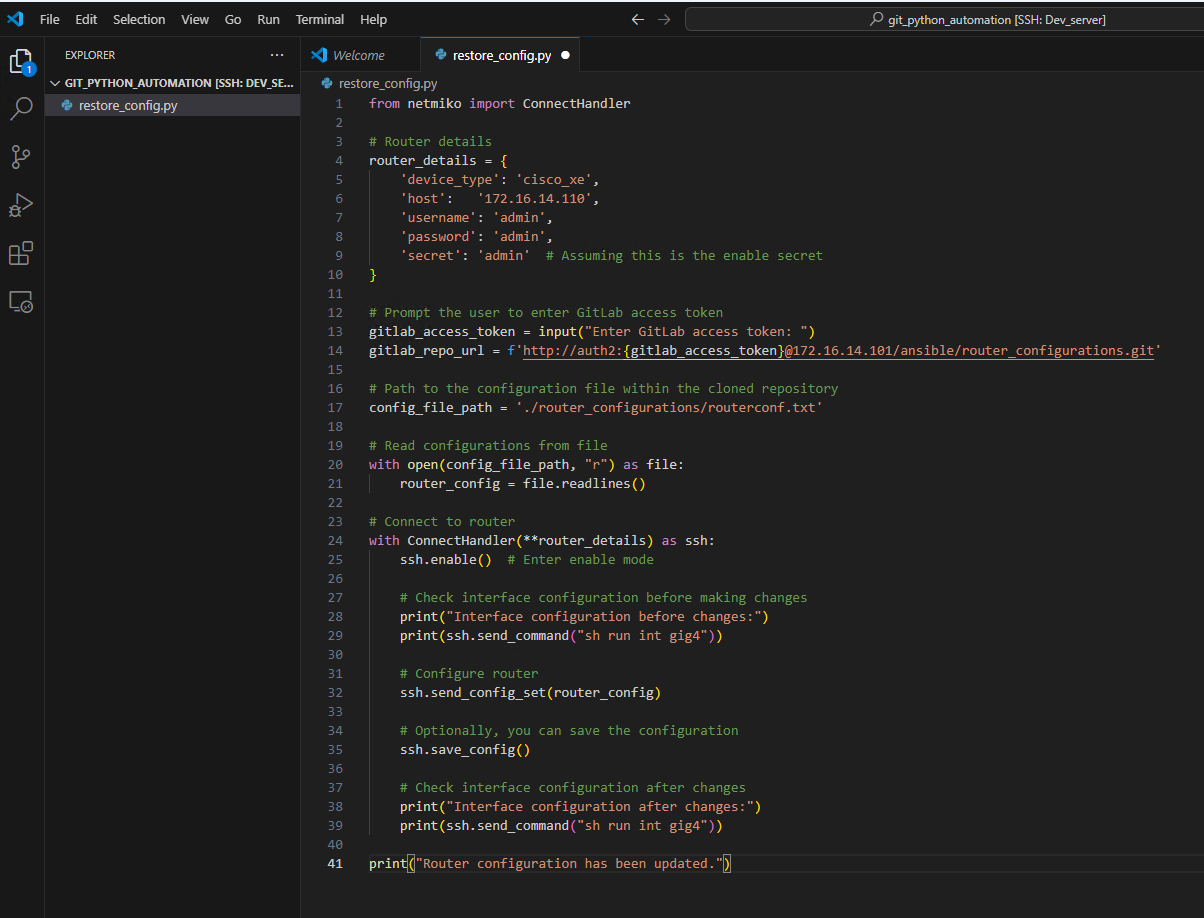 File Edit Selection View Go Run Terminal Help
git_python_automation [SSH: Dev_server]
1
EXPLORER
...
GIT_PYTHON_AUTOMATION [SSH: DEV_SE...
restore_config.py
Welcome
restore_config.py
restore_config.py
1 from netmiko import ConnectHandler
2
3 # Router details
4 router_details = {
5     'device_type': 'cisco_xe',
6     'host':   '172.16.14.110',
7     'username': 'admin',
8     'password': 'admin',
9     'secret': 'admin'  # Assuming this is the enable secret
10 }
11
12 # Prompt the user to enter GitLab access token
13 gitlab_access_token = input("Enter GitLab access token: ")
14 gitlab_repo_url = f'http://auth2:{gitlab_access_token}@172.16.14.101/ansible/router_configurations.git'
15
16 # Path to the configuration file within the cloned repository
17 config_file_path = './router_configurations/routerconf.txt'
18
19 # Read configurations from file
20 with open(config_file_path, "r") as file:
21     router_config = file.readlines()
22
23 # Connect to router
24 with ConnectHandler(**router_details) as ssh:
25     ssh.enable()  # Enter enable mode
26
27     # Check interface configuration before making changes
28     print("Interface configuration before changes:")
29     print(ssh.send_command("sh run int gig4"))
30
31     # Configure router
32     ssh.send_config_set(router_config)
33
34     # Optionally, you can save the configuration
35     ssh.save_config()
36
37     # Check interface configuration after changes
38     print("Interface configuration after changes:")
39     print(ssh.send_command("sh run int gig4"))
40
41 print("Router configuration has been updated.")